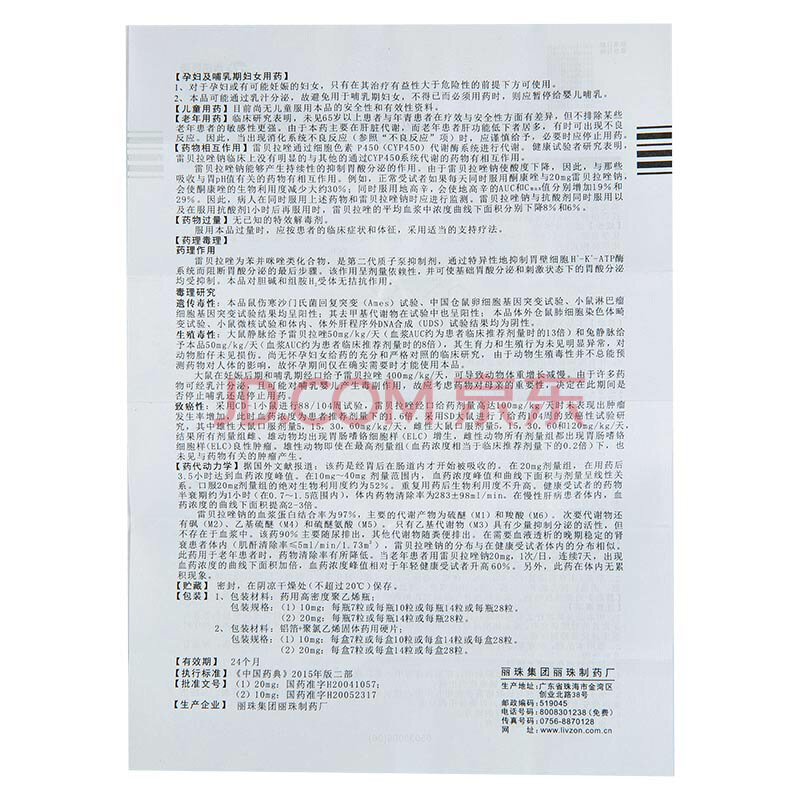 【孕妇及哺乳期妇女用药】
1、对于孕妇或有可能妊娠的妇女，只有在其治疗有益性大于危险性的前提下方可使用。
2、本品可能通过乳汁分泌，故避免用于哺乳期妇女，不得已而必须用药时，则应暂停给婴儿哺乳。
【儿童用药】目前尚无儿童服用本品的安全性和有效性资料。
【老年用药】临床研究表明，未见65岁以上患者与年青患者在疗效与安全性方面有差异，但不排除某些
老年患者的敏感性更强。由于本药主要在肝脏代谢，而老年患者肝功能低下者居多，有时可出现不良
反应。因此，当出现消化系统不良反应（参照“不良反应”项）时，应谨慎给予，必要时应停止用药。
【药物相互作用】雷贝拉唑通过细胞色素 P450 (CYP450) 代谢酶系统进行代谢。健康试验者研究表明，
雷贝拉唑钠临床上没有明显的与其他的通过CYP450系统代谢的药物有相互作用。
雷贝拉唑钠能够产生持续性的抑制胃酸分泌的作用。由于雷贝拉唑钠使酸度下降，因此，与那些
吸收与胃pH值有关的药物有相互作用。例如，正常受试者如果每天同时服用酮康唑与20mg雷贝拉唑钠，
会使酮康唑的生物利用度减少大约30%；同时服用地高辛，会使地高辛的AUC和Cmax值分别增加19%和
29%。因此，病人在同时服用上述药物和雷贝拉唑钠时应进行监测。雷贝拉唑钠与抗酸剂同时服用以
及在服用抗酸剂1小时后再服用时，雷贝拉唑的平均血浆中浓度曲线下面积分别下降8%和6%。
【药物过量】无已知的特效解毒剂。
服用本品过量时，应按患者的临床症状和体征，采用适当的支持疗法。
【药理毒理】
药理作用
雷贝拉唑为苯并咪唑类化合物，是第二代质子泵抑制剂，通过特异性地抑制胃壁细胞H⁺-K⁺-ATP酶
系统而阻断胃酸分泌的最后步骤。该作用呈剂量依赖性，并可使基础胃酸分泌和刺激状态下的胃酸分泌
均受抑制。本品对胆碱和组胺H₂受体无拮抗作用。
毒理研究
遗传毒性：本品鼠伤寒沙门氏菌回复突变（Ames）试验、中国仓鼠卵细胞基因突变试验、小鼠淋巴瘤
细胞基因突变试验结果均呈阳性；其去甲基代谢物在试验中也呈阳性；本品体外仓鼠肺细胞染色体畸
变试验、小鼠微核试验和体内、体外肝程序外DNA合成（UDS）试验结果均为阴性。
生殖毒性：大鼠静脉给予雷贝拉唑50mg/kg/天（血浆AUC约为患者临床推荐剂量时的13倍）和兔静脉给
予本品50mg/kg/天（血浆AUC约为患者临床推荐剂量时的8倍），其生育力和生殖行为未见明显异常，对
动物胎仔未见损伤。尚无怀孕妇女给药的充分和严格对照的临床研究，由于动物生殖毒性并不总能预
测药物对人体的影响，故怀孕期间仅在确实需要时才能使用本品。
大鼠在妊娠后期和哺乳期经口给予雷贝拉唑 400mg/kg/天，可导致动物体重增长减慢。由于许多药
物可经乳汁分泌，可能对哺乳婴儿产生不良作用，故应考虑药物对母亲的重要性，决定在此期间是
否停止哺乳或停止用药。
致癌性：采用CD-1小鼠进行88/104周试验，雷贝拉唑经口给药剂量高达100mg/kg/天，未表现出肿瘤
发生率增加，此时血药浓度为患者推荐剂量下的1.6倍。采用SD大鼠进行了给药104周的致癌性试验研
究，其中雄性大鼠口服剂量5、15、30和60mg/kg/天，雌性大鼠口服剂量5、15、30、60和120mg/kg/天，
结果所有剂量组雌、雄动物均出现胃肠嗜铬细胞样（ELC）增生，雌性动物所有剂量组都出现胃肠嗜铬
细胞样(ELC)良性肿瘤。雄性动物即使在最高剂量组(血药浓度相当于临床推荐剂量下的0.2倍)下，也
未见与药物有关的肿瘤产生。
【药代动力学】据国外文献报道：该药是经胃后在肠道内才开始被吸收的。在20mg剂量组，在用药后
3.5小时达到血药浓度峰值。在10mg~40mg 剂量范围内，血药浓度峰值和曲线下面积与剂量呈线性关
系。口服20mg剂量组的绝对生物利用度约为52%。重复用药后生物利用度不升高。健康受试者的药物
半衰期约为1小时（在0.7~1.5范围内），体内药物清除率为283±98ml/min。在慢性肝病患者体内，血
药浓度的曲线下面积提高2-3倍。
雷贝拉唑钠的血浆蛋白结合率为97%，主要的代谢产物为硫醚（M1）和羧酸（M6）。次要代谢物还
有砜（M2）、乙基硫醚（M4）和硫醚氨酸（M5）。只有乙基代谢物（M3）具有少量抑制分泌的活性，但
不存在于血浆中。该药90%主要随尿排出，其他代谢物随粪便排出。在需要血液透析的晚期稳定的肾
衰患者体内（肌酐清除率≤5ml/min/1.73m²），雷贝拉唑钠的分布与在健康受试者体内的分布相似。
此药用于老年患者时，药物清除率有所降低。当老年患者用雷贝拉唑钠20mg，1次/日，连续7天，出现
血药浓度的曲线下面积加倍，血药浓度峰值相对于年轻健康受试者升高60%。另外，此药在体内无累
积现象。
【贮藏】密封，在阴凉干燥处(不超过20℃)保存。
【包装】1、包装材料：药用高密度聚乙烯瓶，
包装规格：（1）10mg：每瓶7粒或每瓶10粒或每瓶14粒或每瓶28粒。
（2）20mg：每瓶7粒或每瓶14粒或每瓶28粒。
2、包装材料：铝箔+聚氯乙烯固体药用硬片；
包装规格：（1）10mg：每盒7粒或每盒10粒或每盒14粒或每盒28粒。
（2）20mg：每盒7粒或每盒14粒或每盒28粒。
【有效期】 24个月
【执行标准】《中国药典》2015年版二部
【批准文号】（1）20mg：国药准字H20041057；
（2）10mg：国药准字H20052317
【生产企业】 丽珠集团丽珠制药厂
丽珠集团丽珠制药厂
生产地址：广东省珠海市金湾区
创业北路38号
邮政编码：519045
电话号码：8008301238（免费）
传真号码：0756-8870128
网 址：www.livzon.com.cn
JD.COM 京东